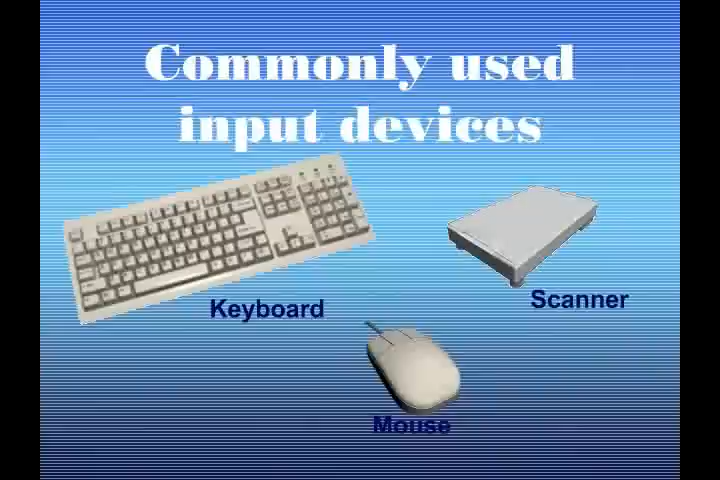 Commonly used
input devices
Keyboard
Scanner
Mouse